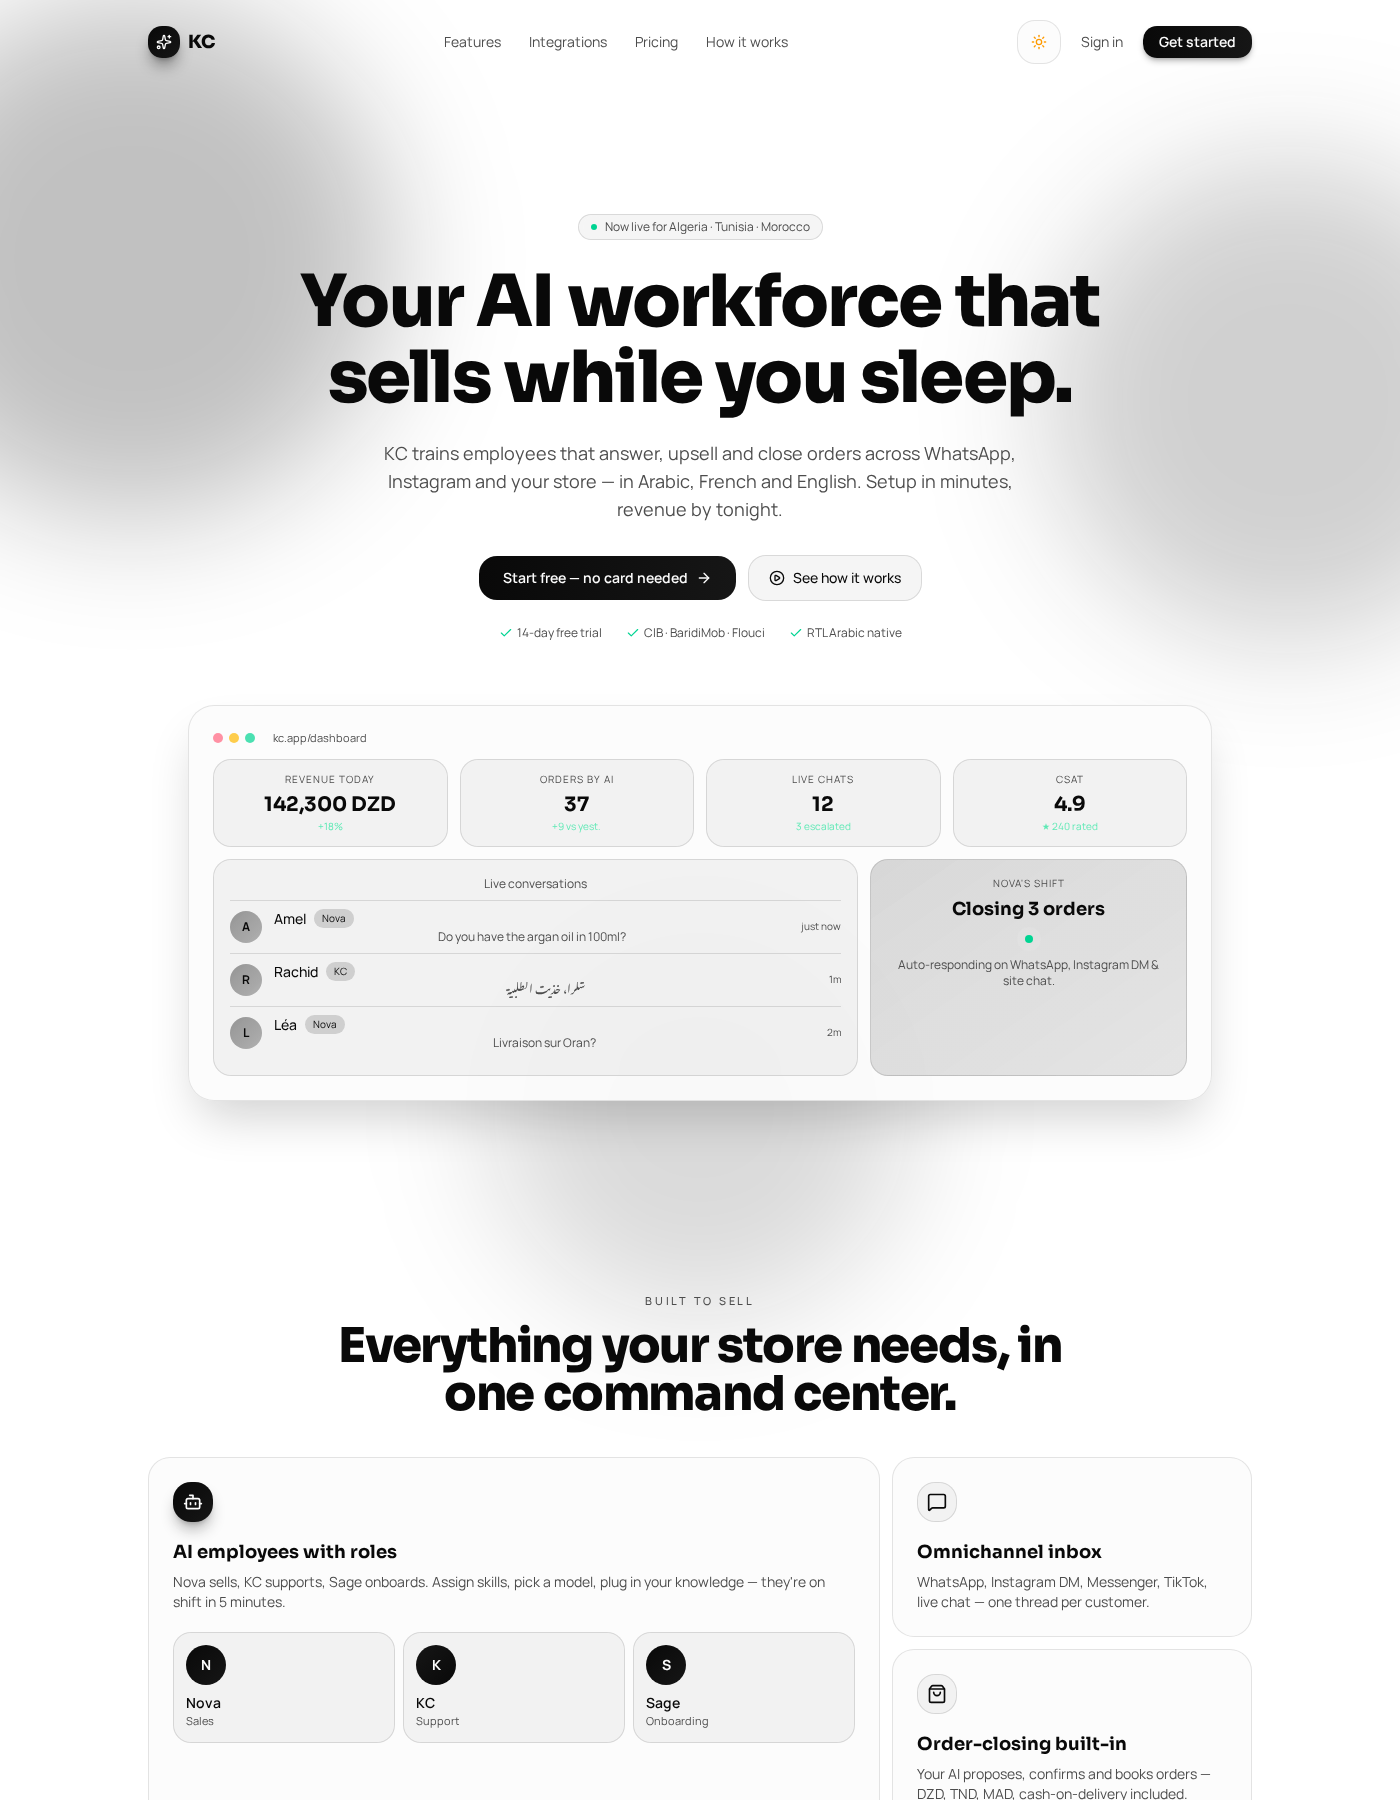 KC
Features
Integrations
Pricing
How it works
Sign in
Get started
Now live for Algeria · Tunisia · Morocco
Your AI workforce that
sells while you sleep.
KC trains employees that answer, upsell and close orders across WhatsApp,
Instagram and your store — in Arabic, French and English. Setup in minutes,
revenue by tonight.
Start free — no card needed
See how it works
14-day free trial
CIB · BaridiMob · Flouci
RTL Arabic native
kc.app/dashboard
REVENUE TODAY
142,300 DZD
+18%
ORDERS BY AI
37
+9 vs yest.
LIVE CHATS
12
3 escalated
CSAT
4.9
★ 240 rated
Live conversations
A
Amel
Nova
Do you have the argan oil in 100ml?
just now
R
Rachid
KC
شكرا، خذيت الطلبية
1m
L
Léa
Nova
Livraison sur Oran?
2m
NOVA'S SHIFT
Closing 3 orders
Auto-responding on WhatsApp, Instagram DM &
site chat.
BUILT TO SELL
Everything your store needs, in
one command center.
AI employees with roles
Nova sells, KC supports, Sage onboards. Assign skills, pick a model, plug in your knowledge — they're on
shift in 5 minutes.
N
Nova
Sales
K
KC
Support
S
Sage
Onboarding
Omnichannel inbox
WhatsApp, Instagram DM, Messenger, TikTok,
live chat — one thread per customer.
Order-closing built-in
Your AI proposes, confirms and books orders —
DZD, TND, MAD, cash-on-delivery included.